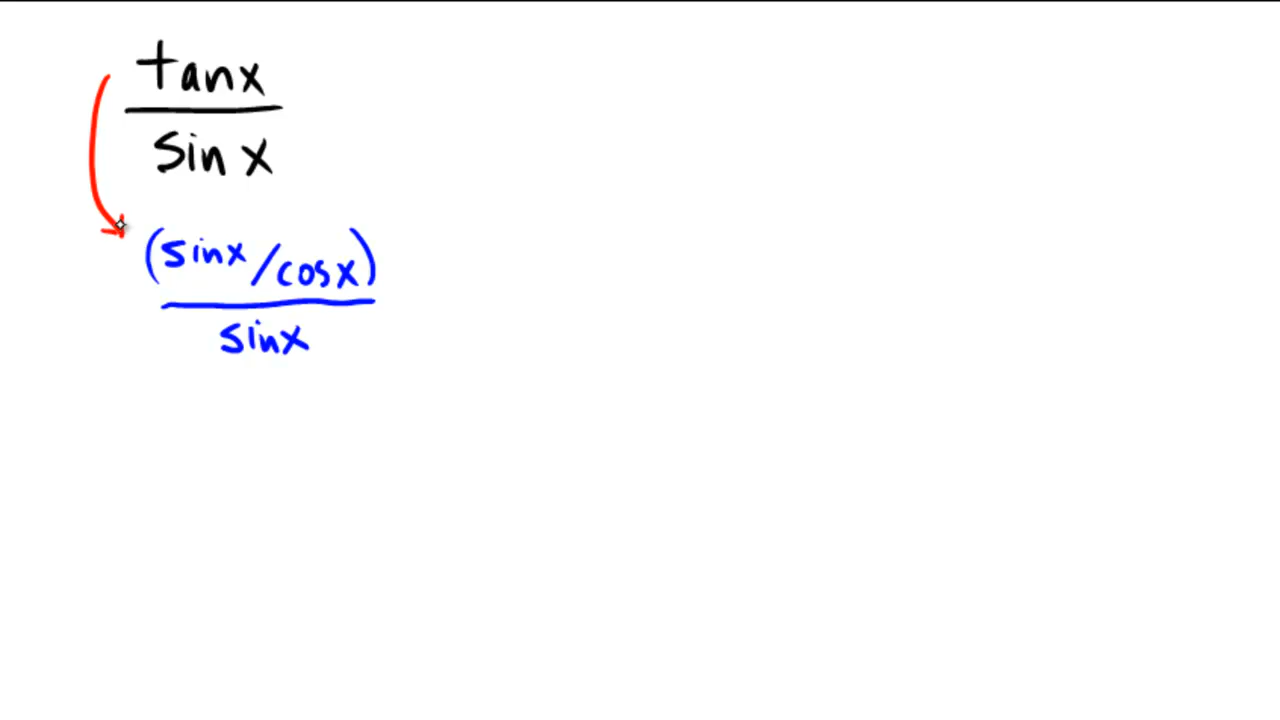 tanx
sin x
(sinx/cosx)
sinx